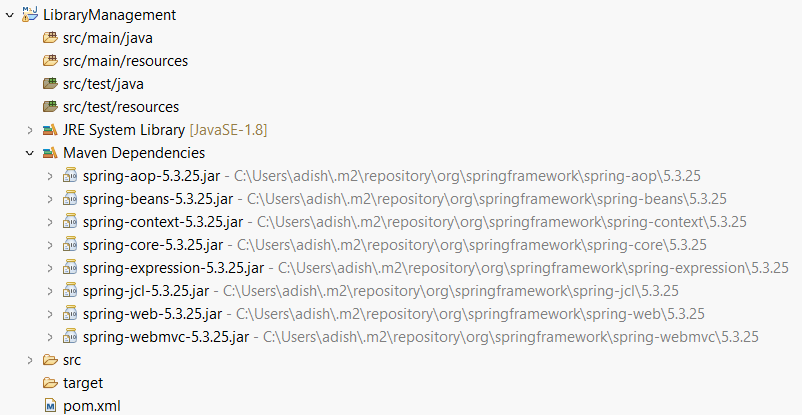 LibraryManagement
src/main/java
src/main/resources
src/test/java
src/test/resources
JRE System Library [JavaSE-1.8]
Maven Dependencies
spring-aop-5.3.25.jar - C:\Users\adish\.m2\repository\org\springframework\spring-aop\5.3.25
spring-beans-5.3.25.jar - C:\Users\adish\.m2\repository\org\springframework\spring-beans\5.3.25
spring-context-5.3.25.jar - C:\Users\adish\.m2\repository\org\springframework\spring-context\5.3.25
spring-core-5.3.25.jar - C:\Users\adish\.m2\repository\org\springframework\spring-core\5.3.25
spring-expression-5.3.25.jar - C:\Users\adish\.m2\repository\org\springframework\spring-expression\5.3.25
spring-jcl-5.3.25.jar - C:\Users\adish\.m2\repository\org\springframework\spring-jcl\5.3.25
spring-web-5.3.25.jar - C:\Users\adish\.m2\repository\org\springframework\spring-web\5.3.25
spring-webmvc-5.3.25.jar - C:\Users\adish\.m2\repository\org\springframework\spring-webmvc\5.3.25
src
target
pom.xml